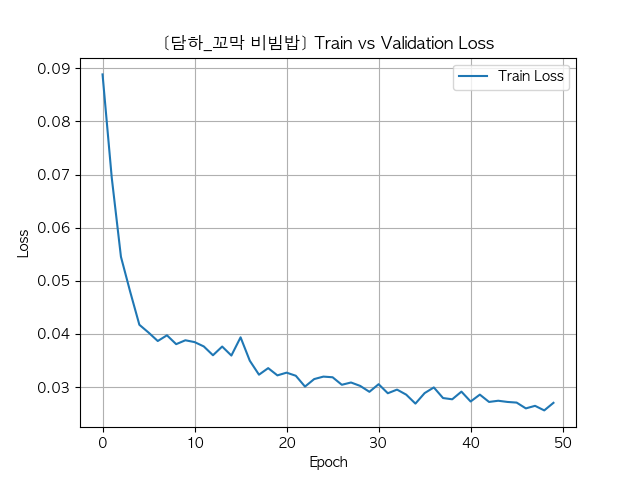 [담하_꼬막 비빔밥] Train vs Validation Loss
Train Loss
0.09
0.08
0.07
0.06
0.05
0.04
0.03
Loss
0 10 20 30 40 50
Epoch